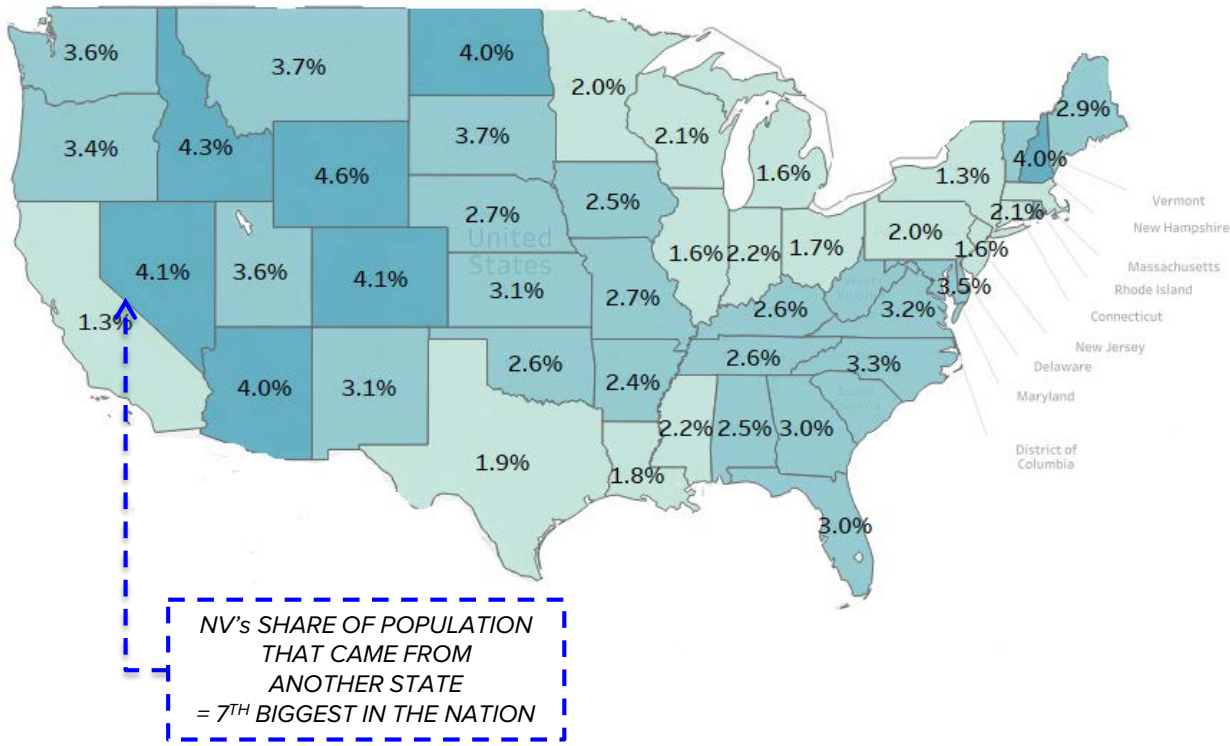 3.6%
3.7%
4.0%
2.0%
2.9%
3.4%
4.3%
3.7%
2.1%
4.0%
4.6%
1.6%
1.3%
Vermont
2.7%
2.5%
2.1%
New Hampshire
United
States
4.1%
3.6%
4.1%
1.6%
2.2%
1.7%
2.0%
1.6%
Massachusetts
3.1%
2.7%
3.5%
Rhode Island
1.3%
2.6%
3.2%
Connecticut
New Jersey
4.0%
3.1%
2.6%
2.4%
2.6%
3.3%
Delaware
Maryland
2.2%
2.5%
3.0%
District of
Columbia
1.9%
1.8%
3.0%
NV's SHARE OF POPULATION
THAT CAME FROM
ANOTHER STATE
= 7TH BIGGEST IN THE NATION